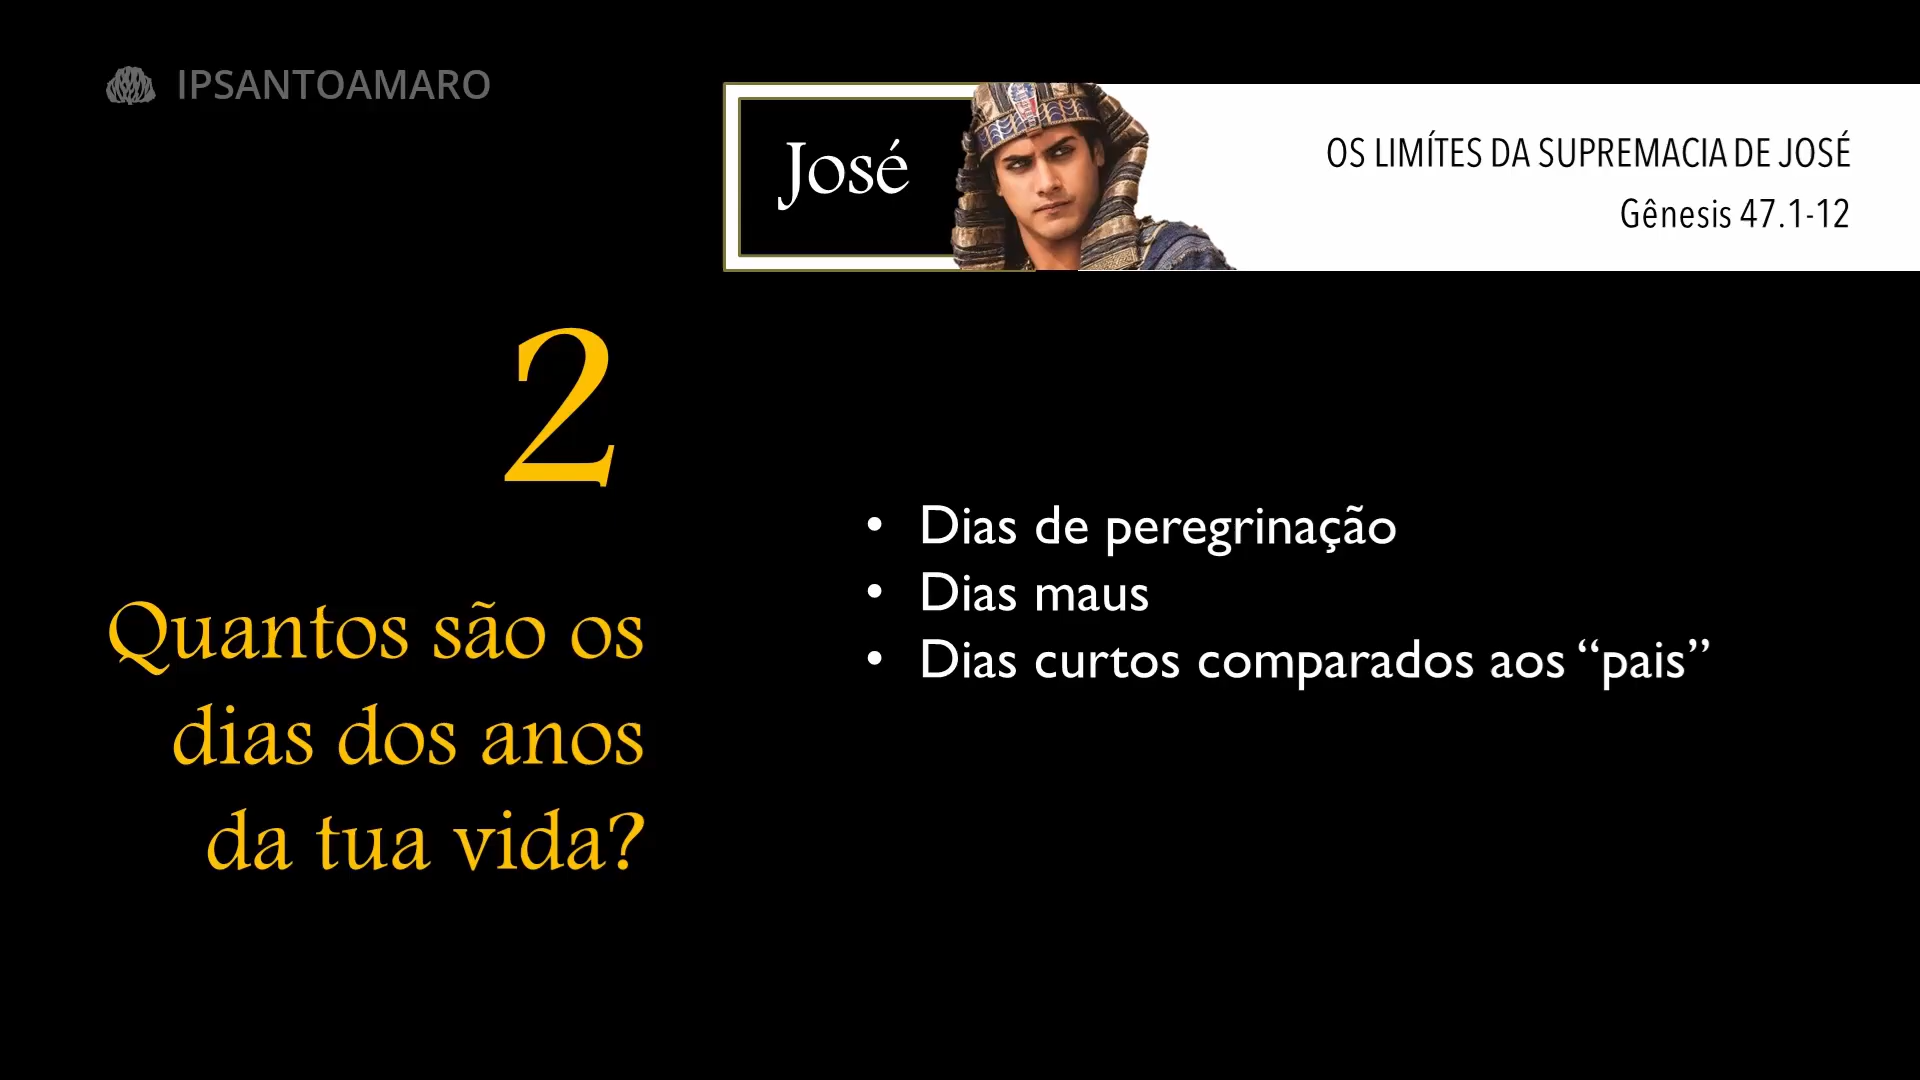 IPSANTOAMARO
José
OS LIMÍTES DA SUPREMACIA DE JOSÉ
Gênesis 47.1-12
2
Quantos são os
dias dos anos
da tua vida?
• Dias de peregrinação
• Dias maus
• Dias curtos comparados aos “pais”